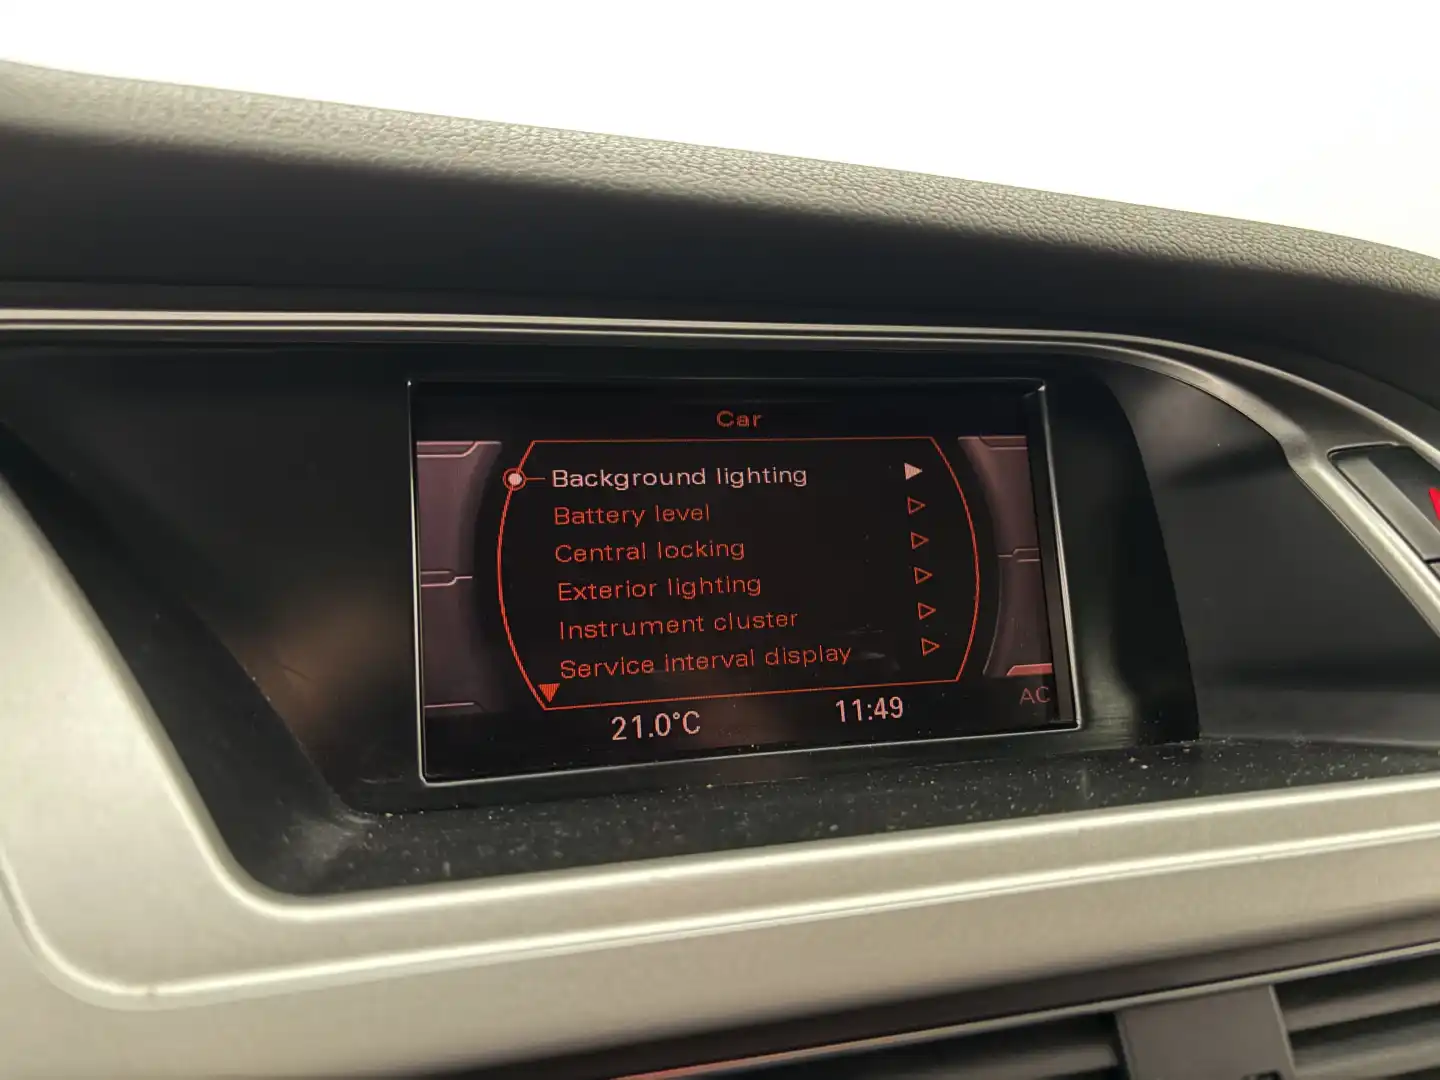 Car
Background lighting
Battery level
Central locking
Exterior lighting
Instrument cluster
Service interval display
AC
21.0°C 11:49